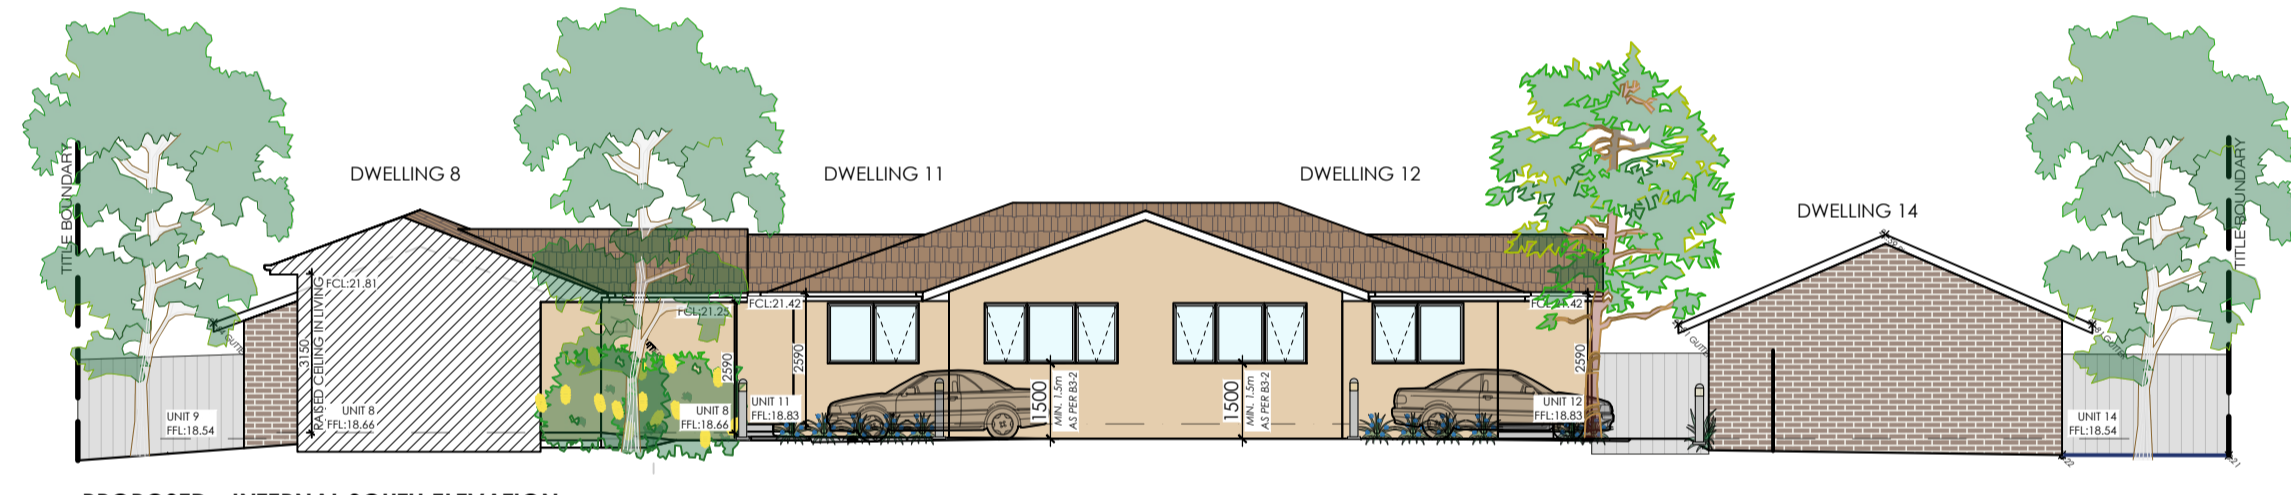 DWELLING 8
DWELLING 11
DWELLING 12
DWELLING 14
TITLE BOUNDARY
TITLE BOUNDARY
FCL:21.81
3150
RAISED CEILING IN LIVING
UNIT 9
FFL:18.54
UNIT 8
FFL:18.66
FCL:21.25
2590
UNIT 8
FFL:18.66
FCL:21.42
2590
UNIT 11
FFL:18.83
1500
MIN. 1.5m
AS PER B3-2
1500
MIN. 1.5m
AS PER B3-2
FCL:21.42
2590
UNIT 12
FFL:18.83
UNIT 14
FFL:18.54
PROPOSED - INTERNAL SOUTH ELEVATION